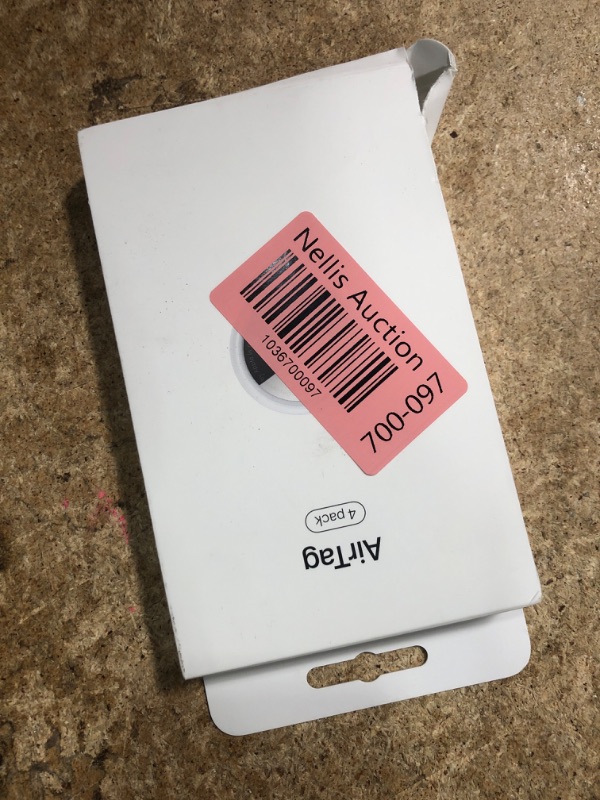 Nellis Auction
1036700097
700-097
AirTag
4 pack